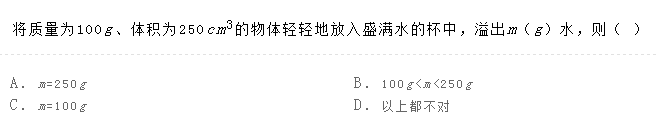 将质量为100g、体积为250cm³的物体轻轻地放入盛满水的杯中，溢出m（g）水，则（ ）
A. m=250g B. 100g<m<250g
C. m=100g D. 以上都不对